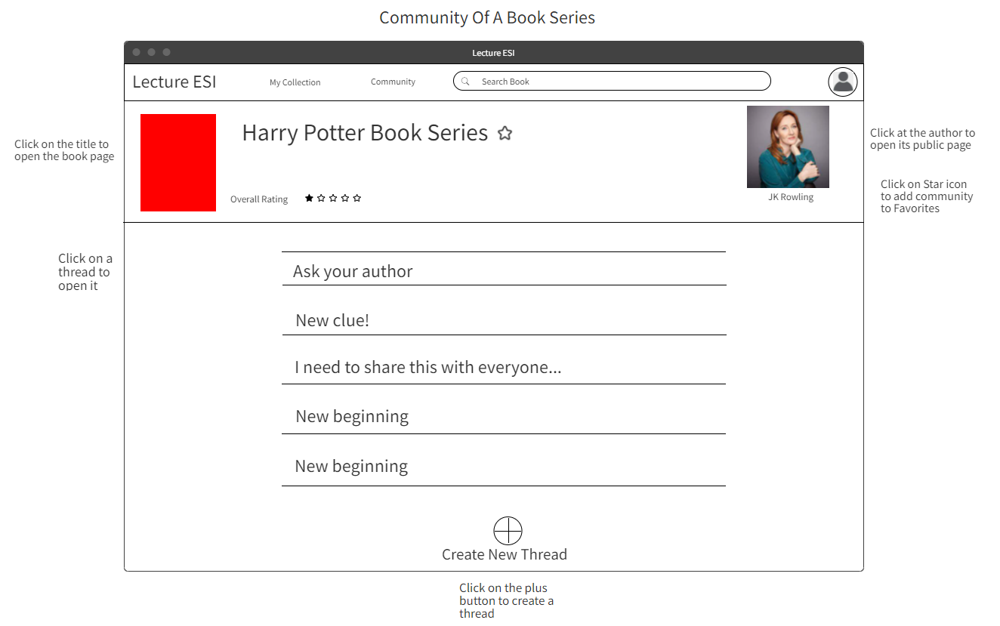 Community Of A Book Series
Lecture ESI
Lecture ESI
My Collection
Community
Search Book
Click on the title to
open the book page
Harry Potter Book Series
Overall Rating
JK Rowling
Click at the author to
open its public page
Click on Star icon
to add community
to Favorites
Click on a
thread to
open it
Ask your author
New clue!
I need to share this with everyone...
New beginning
New beginning
Create New Thread
Click on the plus
button to create a
thread